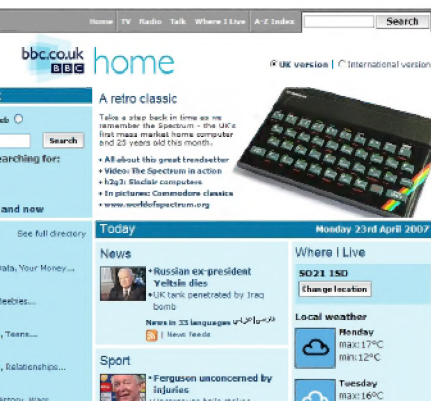 Home TV Radio Talk Where I Live A-Z Index Search
bbc.co.uk
BBC
home
UK version | International version
A retro classic
Take a step back in time as we
remember the Spectrum - the UK's
first mass market home computer
and 25 years old this month.
• All about this great trendsetter
• Video: The Spectrum in action
• h2g2: Sinclair computers
• In pictures: Commodore classics
• www.worldofspectrum.org
Search
earching for:
and now
See full directory
Data, Your Money...
, Teens...
, Relationships...
Today Monday 23rd April 2007
News
• Russian ex-president
Yeltsin dies
• UK tank penetrated by Iraq
bomb
News in 33 languages
| News feeds
Sport
• Ferguson unconcerned by
injuries
Where I Live
SO21 1SD
Change location
Local weather
Monday
max:17°C
min:12°C
Tuesday
max:16°C